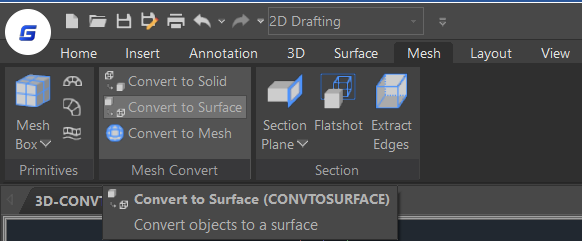 G
2D Drafting
Home Insert Annotation 3D Surface Mesh Layout View
Convert to Solid
Convert to Surface
Convert to Mesh
Mesh
Box
Section
Plane
Flatshot
Extract
Edges
Primitives
Mesh Convert
Section
3D-CONVT
Convert to Surface (CONVTOSURFACE)
Convert objects to a surface